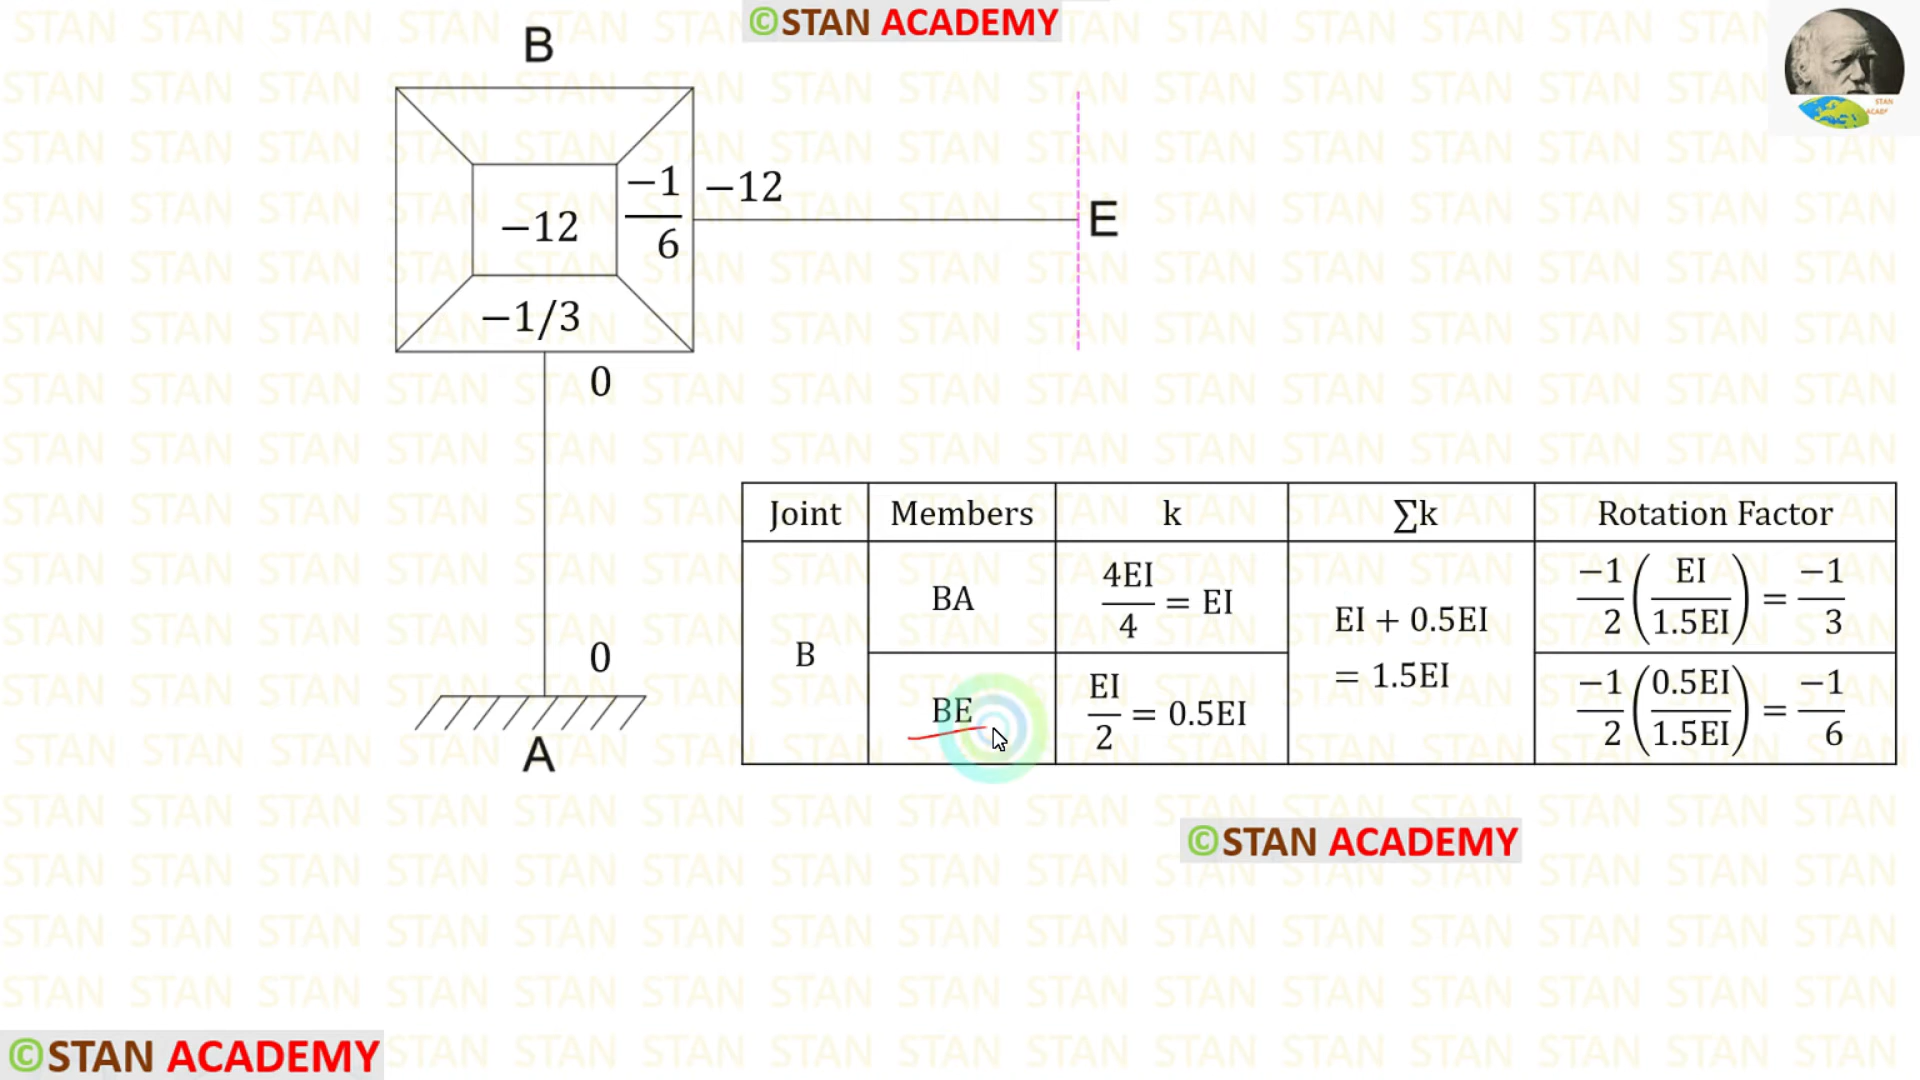 ©STAN ACADEMY
B
STAN
ACADF
−12
−1/6
−12
E
−1/3
0
0
A
Joint Members k ∑k Rotation Factor
B
BA 4EI/4 = EI
EI + 0.5EI
= 1.5EI
−1/2 (EI/1.5EI) = −1/3
BE EI/2 = 0.5EI
−1/2 (0.5EI/1.5EI) = −1/6
©STAN ACADEMY
©STAN ACADEMY